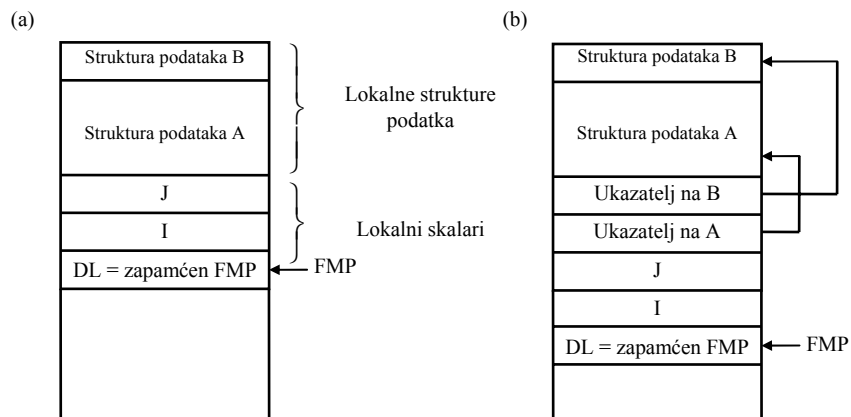 (a)
Struktura podataka B
Struktura podataka A
J
I
DL = zapamćen FMP
FMP
Lokalne strukture
podatka
Lokalni skalari
(b)
Struktura podataka B
Struktura podataka A
Ukazatelj na B
Ukazatelj na A
J
I
DL = zapamćen FMP
FMP